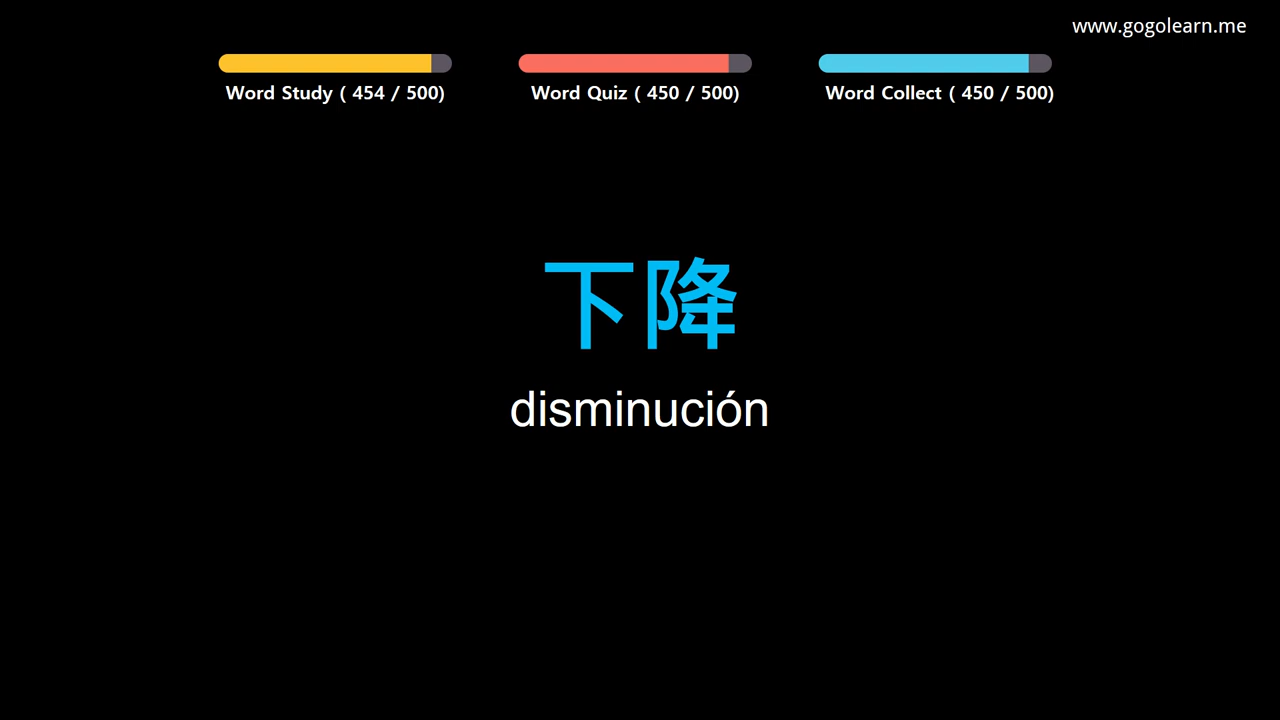 www.gogolearn.me
Word Study ( 454 / 500)
Word Quiz ( 450 / 500)
Word Collect ( 450 / 500)
下降
disminución